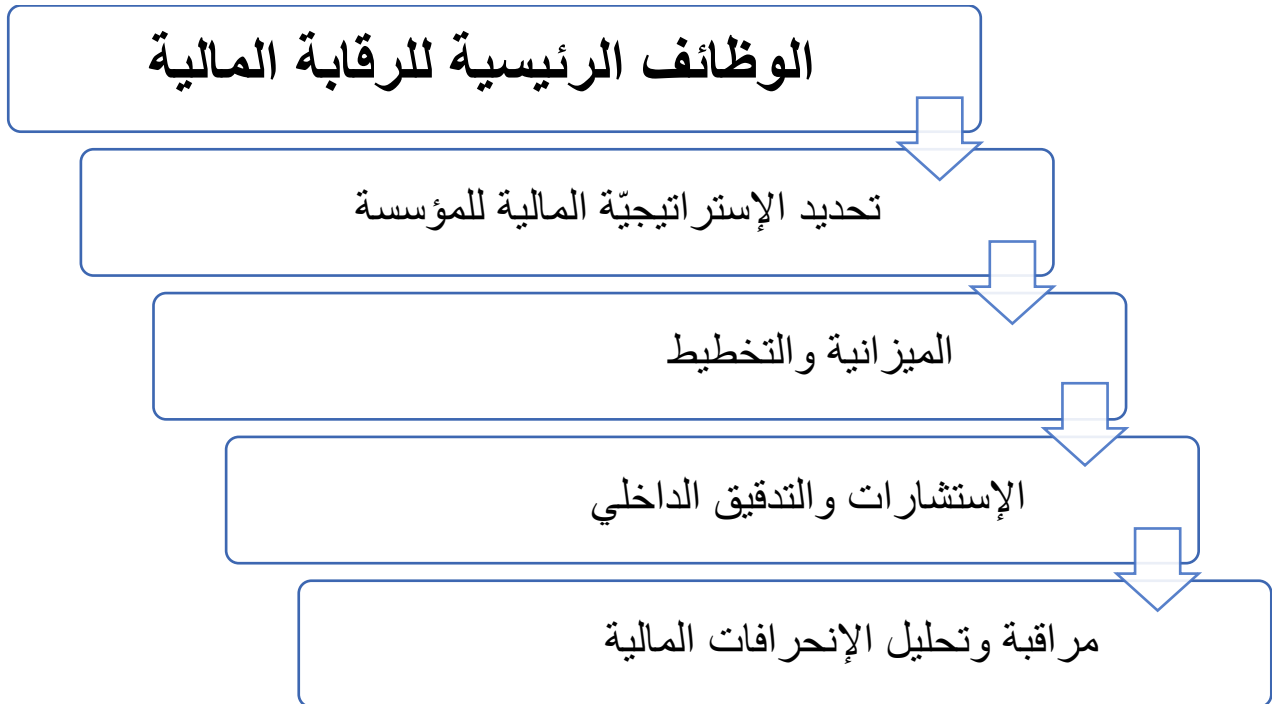 الوظائف الرئيسية للرقابة المالية
تحديد الإستراتيجيّة المالية للمؤسسة
الميزانية والتخطيط
الإستشارات والتدقيق الداخلي
مراقبة وتحليل الإنحرافات المالية